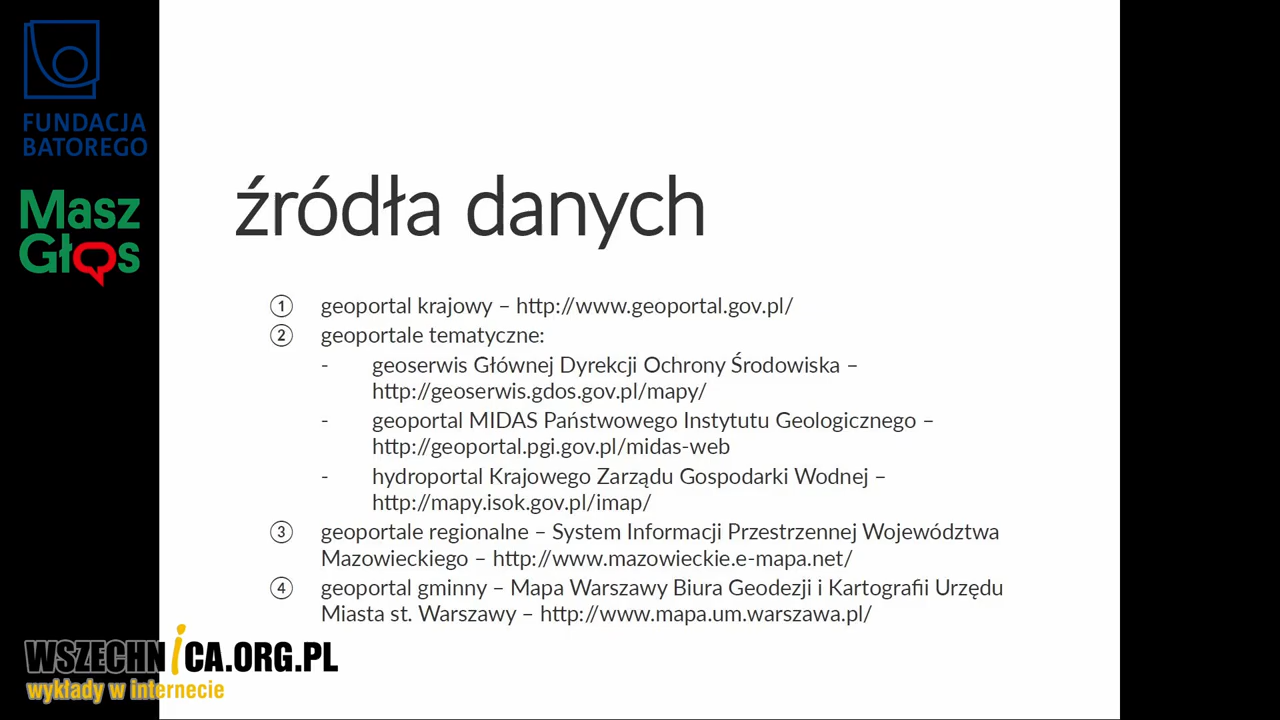 FUNDACJA
BATOREGO
Masz
Głos
źródła danych
① geoportal krajowy – http://www.geoportal.gov.pl/
② geoportale tematyczne:
- geoserwis Głównej Dyrekcji Ochrony Środowiska –
http://geoserwis.gdos.gov.pl/mapy/
- geoportal MIDAS Państwowego Instytutu Geologicznego –
http://geoportal.pgi.gov.pl/midas-web
- hydroportal Krajowego Zarządu Gospodarki Wodnej –
http://mapy.isok.gov.pl/imap/
③ geoportale regionalne – System Informacji Przestrzennej Województwa
Mazowieckiego – http://www.mazowieckie.e-mapa.net/
④ geoportal gminny – Mapa Warszawy Biura Geodezji i Kartografii Urzędu
Miasta st. Warszawy – http://www.mapa.um.warszawa.pl/
WSZECHNiCA.ORG.PL
wykłady w internecie